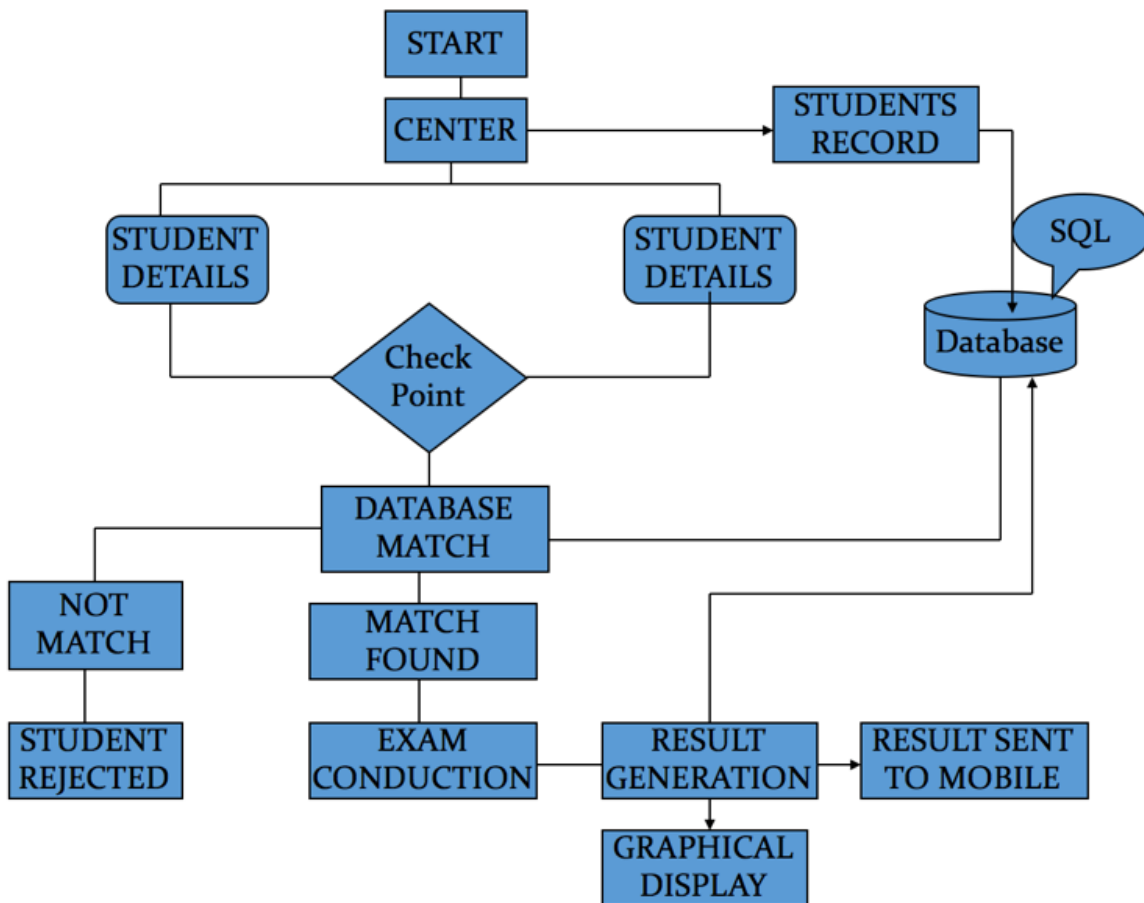 START
CENTER
STUDENTS
RECORD
STUDENT
DETAILS
STUDENT
DETAILS
SQL
Check
Point
Database
DATABASE
MATCH
NOT
MATCH
MATCH
FOUND
STUDENT
REJECTED
EXAM
CONDUCTION
RESULT
GENERATION
RESULT SENT
TO MOBILE
GRAPHICAL
DISPLAY